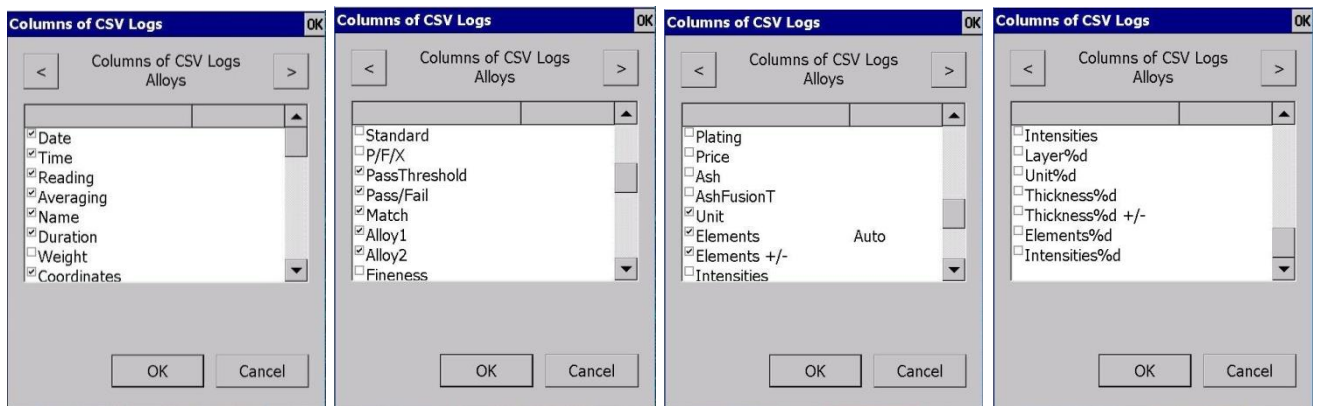 Columns of CSV Logs OK
< Columns of CSV Logs >
Alloys
Date
Time
Reading
Averaging
Name
Duration
Weight
Coordinates
OK Cancel
Columns of CSV Logs OK
< Columns of CSV Logs >
Alloys
Standard
P/F/X
PassThreshold
Pass/Fail
Match
Alloy1
Alloy2
Fineness
OK Cancel
Columns of CSV Logs OK
< Columns of CSV Logs >
Alloys
Plating
Price
Ash
AshFusionT
Unit
Elements Auto
Elements +/-
Intensities
OK Cancel
Columns of CSV Logs OK
< Columns of CSV Logs >
Alloys
Intensities
Layer%d
Unit%d
Thickness%d
Thickness%d +/-
Elements%d
Intensities%d
OK Cancel